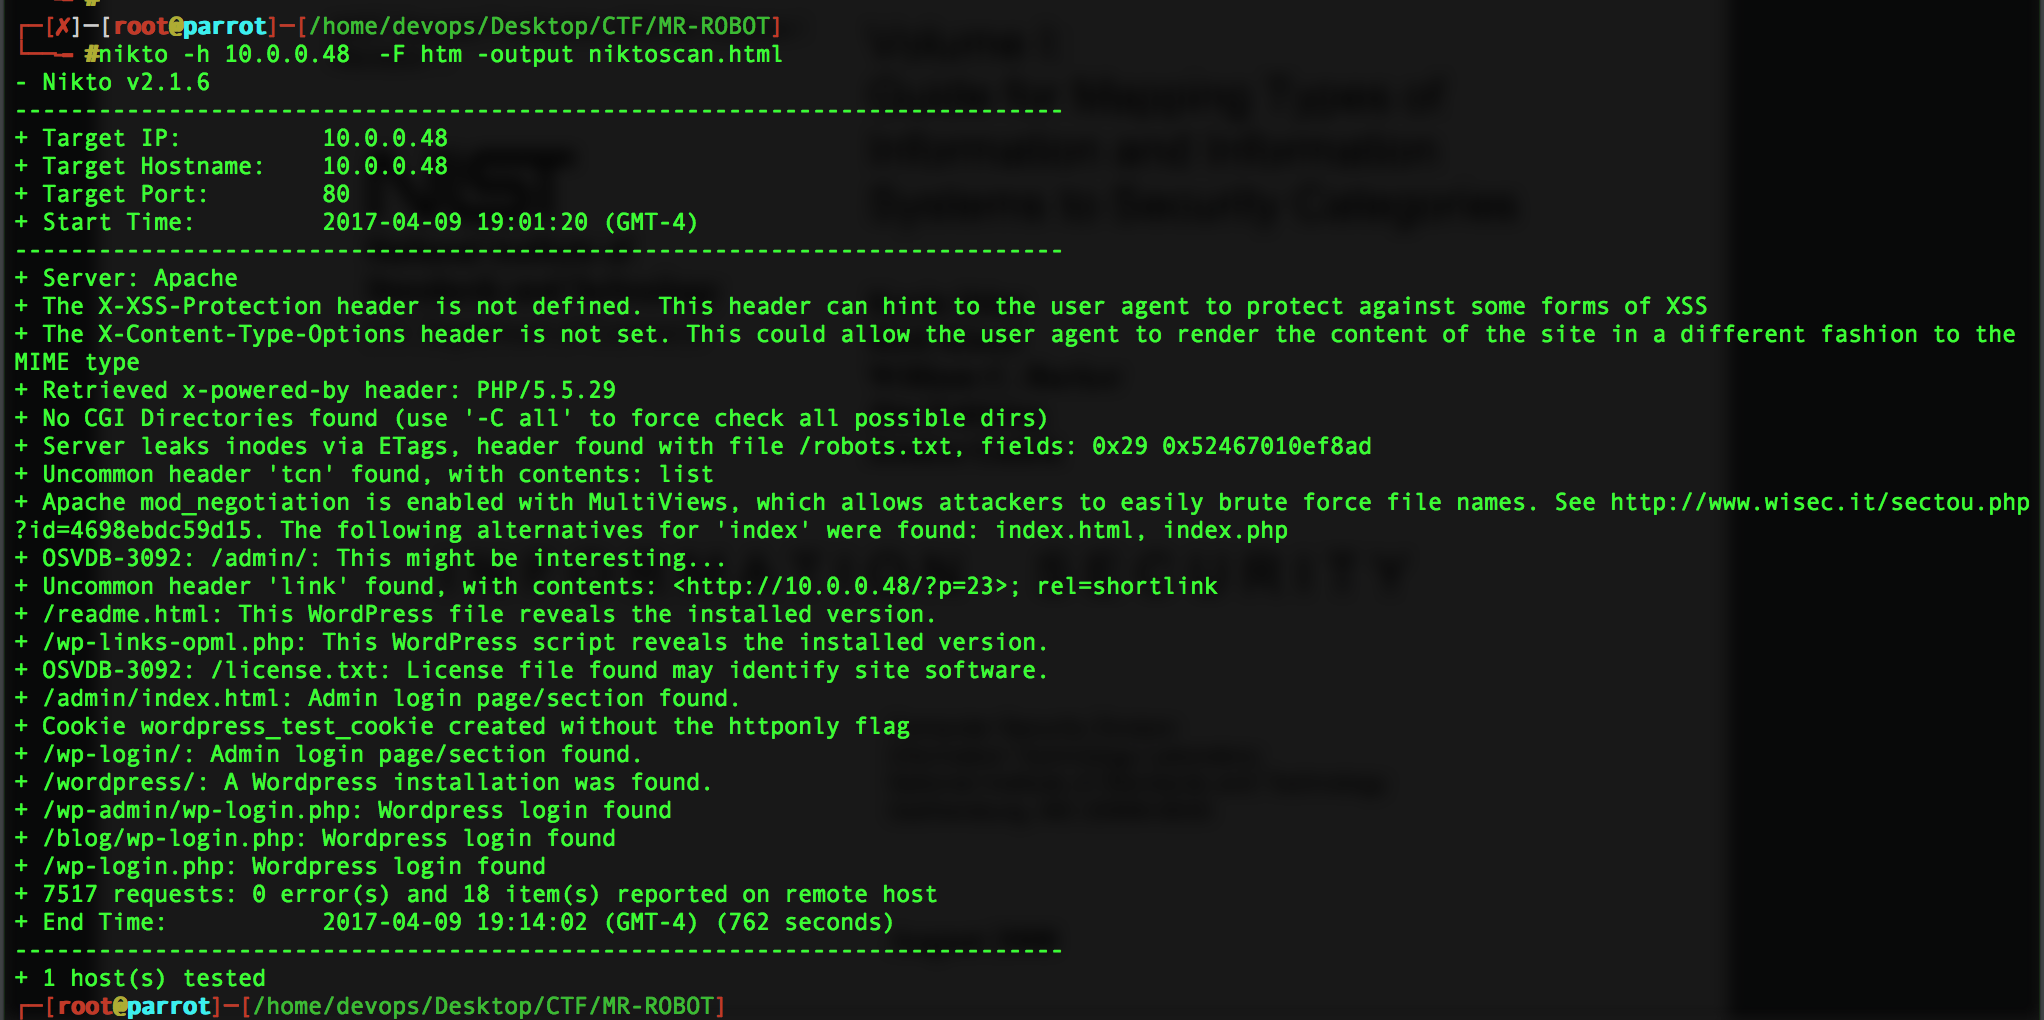 #
┌─[✗]─[root@parrot]─[/home/devops/Desktop/CTF/MR-ROBOT]
└──╼ #nikto -h 10.0.0.48  -F htm -output niktoscan.html
- Nikto v2.1.6
---------------------------------------------------------------------------
+ Target IP:          10.0.0.48
+ Target Hostname:    10.0.0.48
+ Target Port:        80
+ Start Time:         2017-04-09 19:01:20 (GMT-4)
---------------------------------------------------------------------------
+ Server: Apache
+ The X-XSS-Protection header is not defined. This header can hint to the user agent to protect against some forms of XSS
+ The X-Content-Type-Options header is not set. This could allow the user agent to render the content of the site in a different fashion to the
MIME type
+ Retrieved x-powered-by header: PHP/5.5.29
+ No CGI Directories found (use '-C all' to force check all possible dirs)
+ Server leaks inodes via ETags, header found with file /robots.txt, fields: 0x29 0x52467010ef8ad
+ Uncommon header 'tcn' found, with contents: list
+ Apache mod_negotiation is enabled with MultiViews, which allows attackers to easily brute force file names. See http://www.wisec.it/sectou.php
?id=4698ebdc59d15. The following alternatives for 'index' were found: index.html, index.php
+ OSVDB-3092: /admin/: This might be interesting...
+ Uncommon header 'link' found, with contents: <http://10.0.0.48/?p=23>; rel=shortlink
+ /readme.html: This WordPress file reveals the installed version.
+ /wp-links-opml.php: This WordPress script reveals the installed version.
+ OSVDB-3092: /license.txt: License file found may identify site software.
+ /admin/index.html: Admin login page/section found.
+ Cookie wordpress_test_cookie created without the httponly flag
+ /wp-login/: Admin login page/section found.
+ /wordpress/: A Wordpress installation was found.
+ /wp-admin/wp-login.php: Wordpress login found
+ /blog/wp-login.php: Wordpress login found
+ /wp-login.php: Wordpress login found
+ 7517 requests: 0 error(s) and 18 item(s) reported on remote host
+ End Time:           2017-04-09 19:14:02 (GMT-4) (762 seconds)
---------------------------------------------------------------------------
+ 1 host(s) tested
┌─[root@parrot]─[/home/devops/Desktop/CTF/MR-ROBOT]